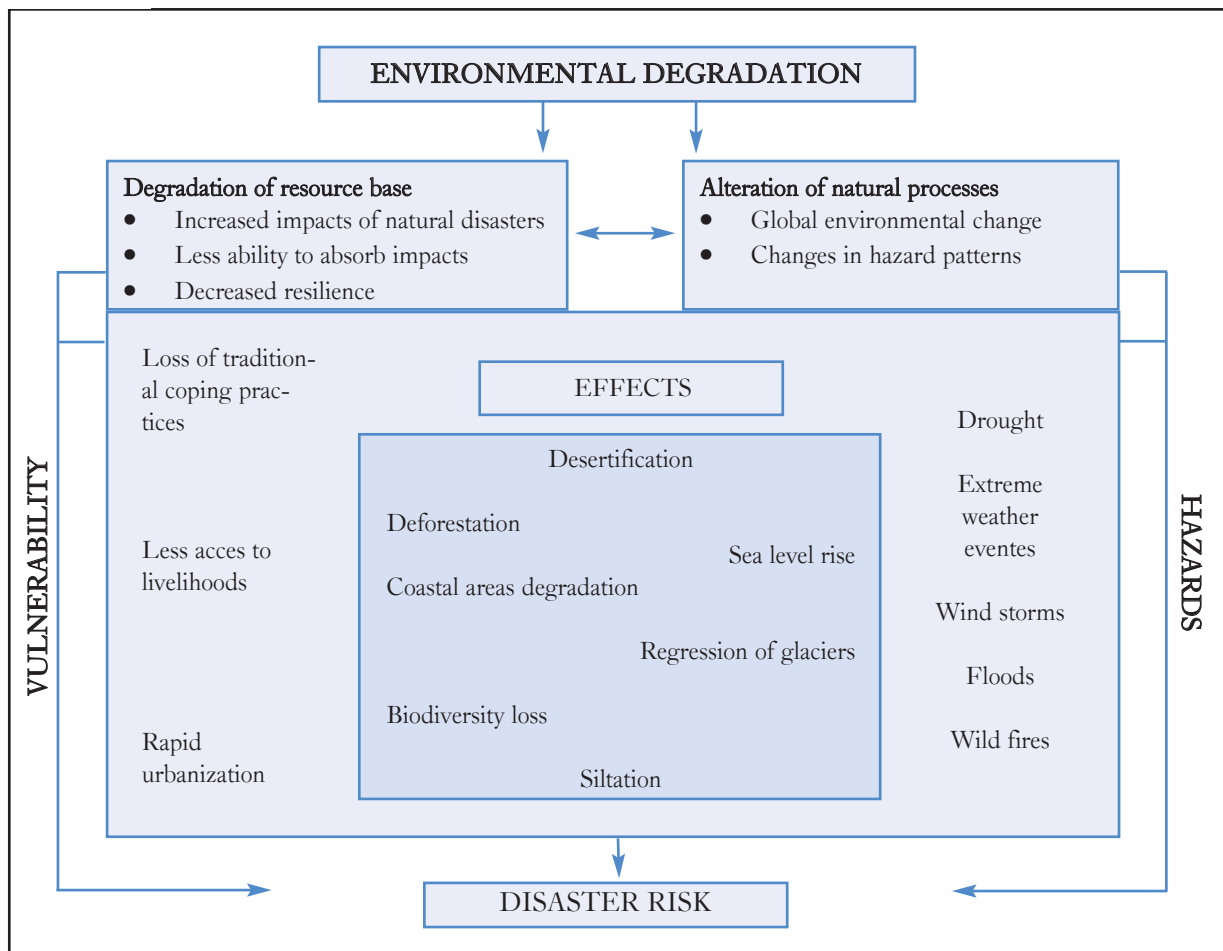 ENVIRONMENTAL DEGRADATION
Degradation of resource base
● Increased impacts of natural disasters
● Less ability to absorb impacts
● Decreased resilience
Alteration of natural processes
● Global environmental change
● Changes in hazard patterns
VULNERABILITY
Loss of tradition-
al coping prac-
tices
Less acces to
livelihoods
Rapid
urbanization
EFFECTS
Desertification
Deforestation
Sea level rise
Coastal areas degradation
Regression of glaciers
Biodiversity loss
Siltation
Drought
Extreme
weather
eventes
Wind storms
Floods
Wild fires
HAZARDS
DISASTER RISK